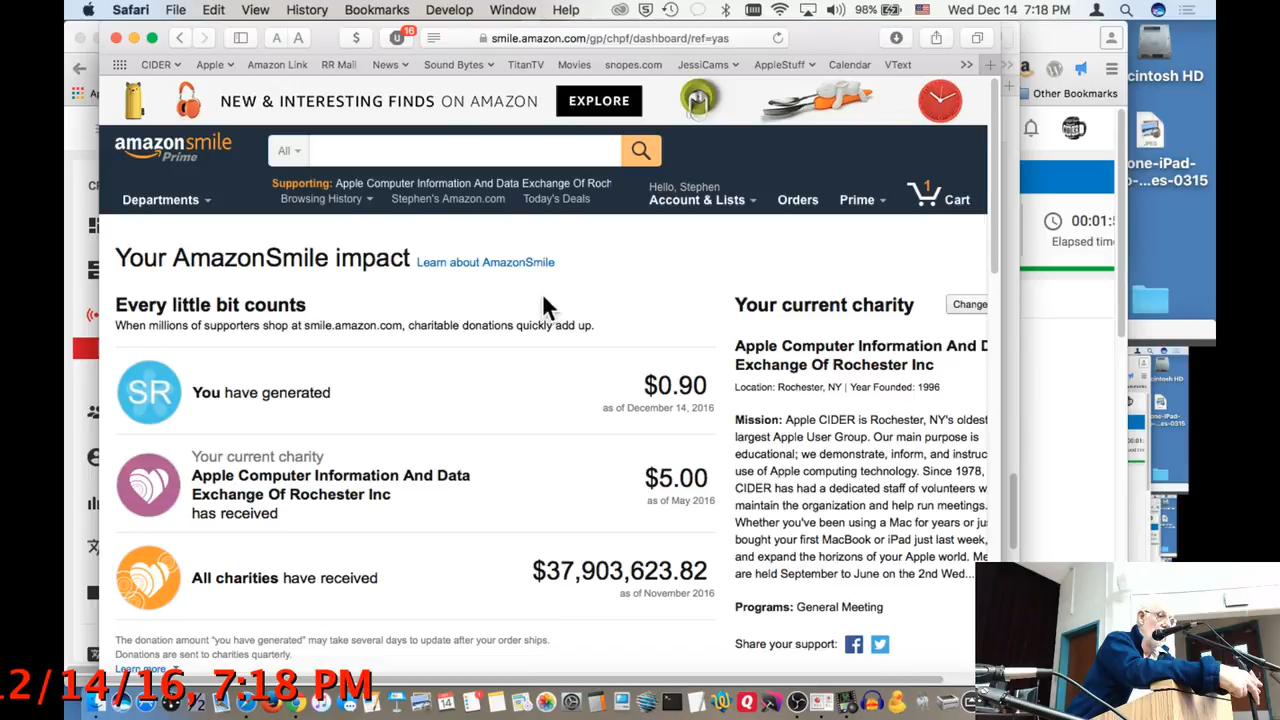 Safari File Edit View History Bookmarks Develop Window Help 98% Wed Dec 14 7:18 PM
16
A A $ smile.amazon.com/gp/chpf/dashboard/ref=yas
CIDER Apple Amazon Link RR Mall News Sound Bytes TitanTV Movies snopes.com JessiCams AppleStuff Calendar VText >>
Other Bookmarks
cintosh HD
NEW & INTERESTING FINDS ON AMAZON EXPLORE
JPEG
one-iPad-
o-...es-0315
amazonsmile
Prime
All
Supporting: Apple Computer Information And Data Exchange Of Roch
Departments
Browsing History Stephen's Amazon.com Today's Deals
Hello, Stephen
Account & Lists Orders Prime 1 Cart
00:01:5
Elapsed time
Your AmazonSmile impact Learn about AmazonSmile
Every little bit counts
When millions of supporters shop at smile.amazon.com, charitable donations quickly add up.
SR You have generated $0.90
as of December 14, 2016
Your current charity
Apple Computer Information And Data
Exchange Of Rochester Inc
has received
$5.00
as of May 2016
All charities have received $37,903,623.82
as of November 2016
The donation amount "you have generated" may take several days to update after your order ships.
Donations are sent to charities quarterly.
Learn more
Your current charity Change
Apple Computer Information And D
Exchange Of Rochester Inc
Location: Rochester, NY | Year Founded: 1996
Mission: Apple CIDER is Rochester, NY's oldest
largest Apple User Group. Our main purpose is
educational; we demonstrate, inform, and instruc
use of Apple computing technology. Since 1978,
CIDER has had a dedicated staff of volunteers w
maintain the organization and help run meetings.
Whether you've been using a Mac for years or jus
bought your first MacBook or iPad just last week,
and expand the horizons of your Apple world. Me
are held September to June on the 2nd Wed...
Programs: General Meeting
Share your support:
2/14/16, 7:18 PM